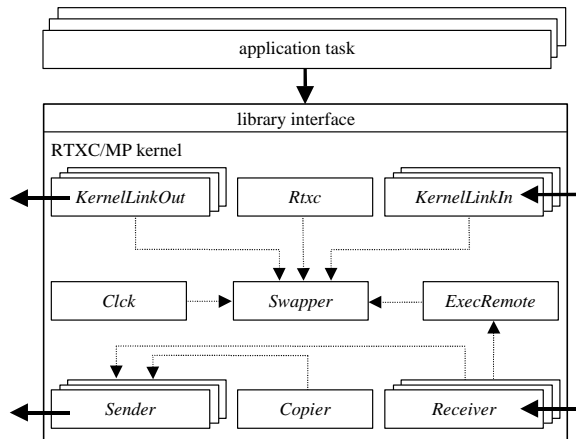 application task
library interface
RTXC/MP kernel
KernelLinkOut
Rtxc
KernelLinkIn
Clck
Swapper
ExecRemote
Sender
Copier
Receiver